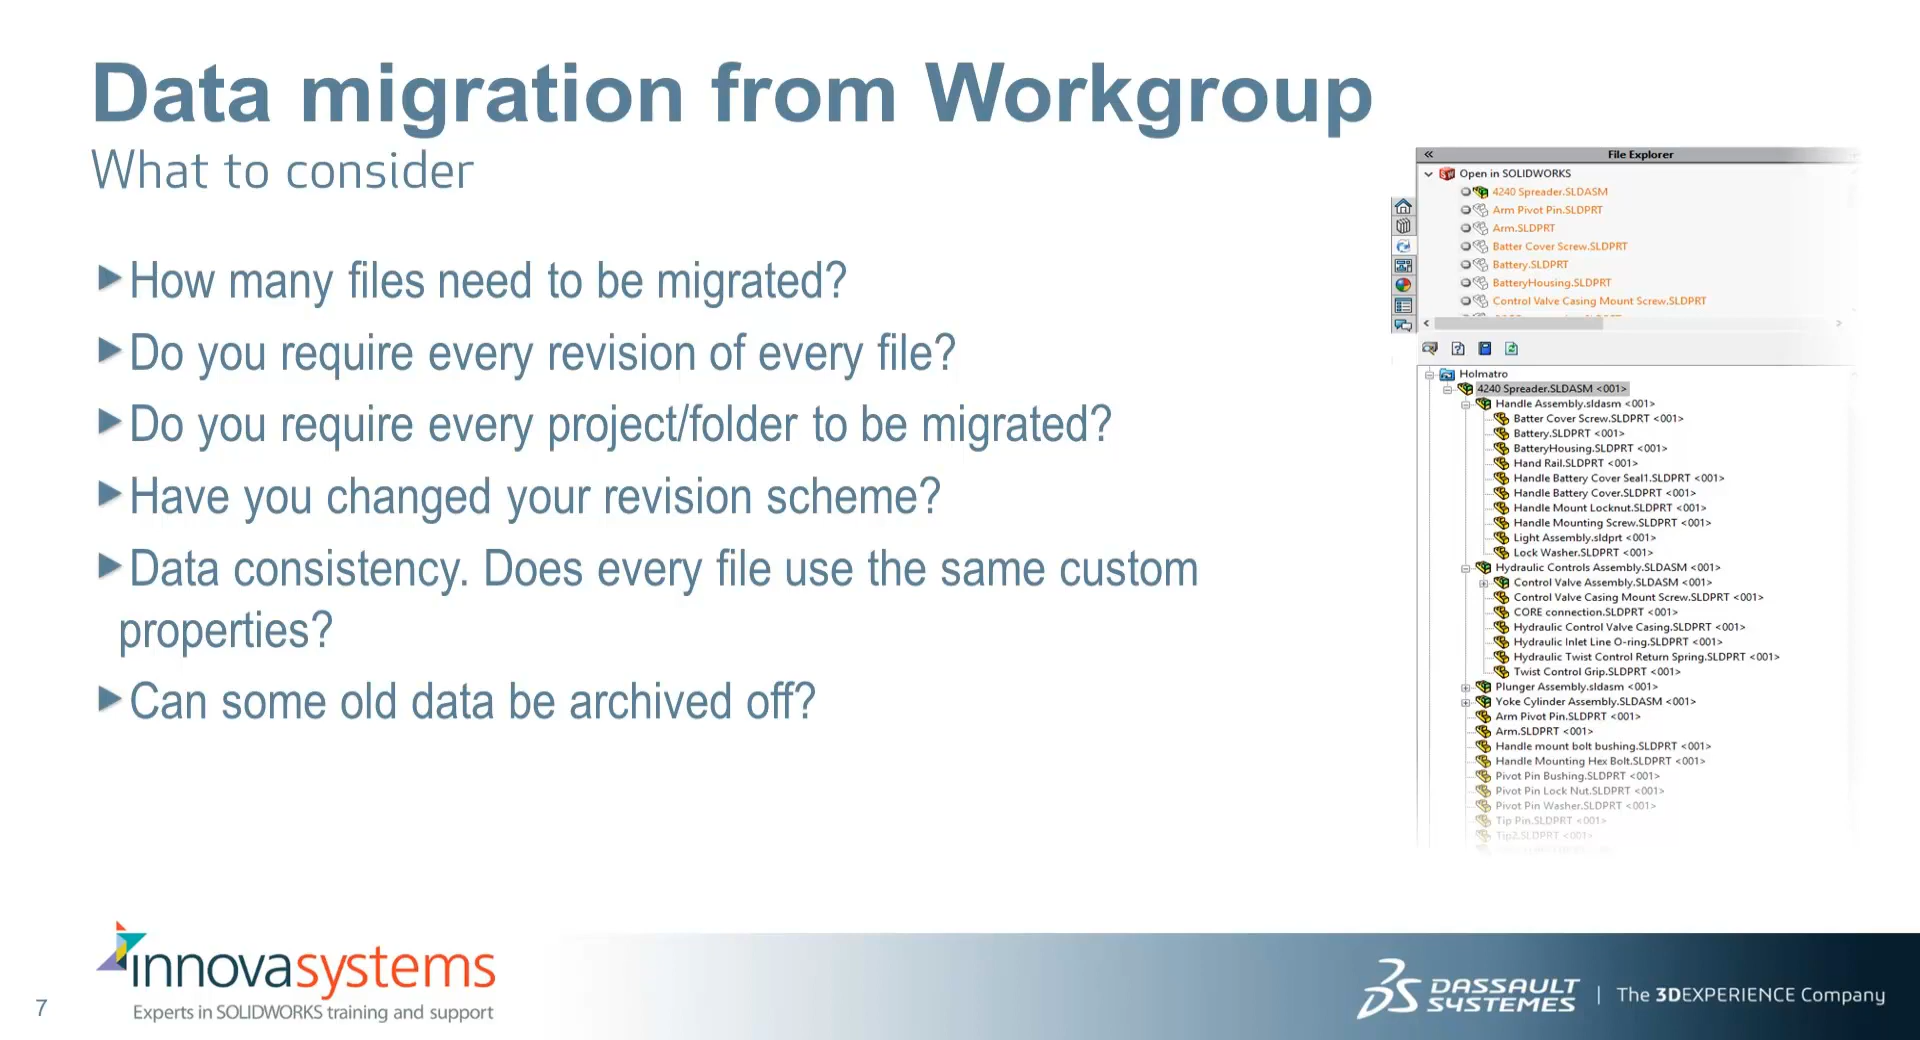 Data migration from Workgroup
What to consider
How many files need to be migrated?
Do you require every revision of every file?
Do you require every project/folder to be migrated?
Have you changed your revision scheme?
Data consistency. Does every file use the same custom
properties?
Can some old data be archived off?
File Explorer
Open in SOLIDWORKS
4240 Spreader.SLDASM
Arm Pivot Pin.SLDPRT
Arm.SLDPRT
Batter Cover Screw.SLDPRT
Battery.SLDPRT
BatteryHousing.SLDPRT
Control Valve Casing Mount Screw.SLDPRT
Holmatro
4240 Spreader.SLDASM <001>
Handle Assembly.sldasm <001>
Batter Cover Screw.SLDPRT <001>
Battery.SLDPRT <001>
BatteryHousing.SLDPRT <001>
Hand Rail.SLDPRT <001>
Handle Battery Cover Seal1.SLDPRT <001>
Handle Battery Cover.SLDPRT <001>
Handle Mount Locknut.SLDPRT <001>
Handle Mounting Screw.SLDPRT <001>
Light Assembly.sldprt <001>
Lock Washer.SLDPRT <001>
Hydraulic Controls Assembly.SLDASM <001>
Control Valve Assembly.SLDASM <001>
Control Valve Casing Mount Screw.SLDPRT <001>
CORE connection.SLDPRT <001>
Hydraulic Control Valve Casing.SLDPRT <001>
Hydraulic Inlet Line O-ring.SLDPRT <001>
Hydraulic Twist Control Return Spring.SLDPRT <001>
Twist Control Grip.SLDPRT <001>
Plunger Assembly.sldasm <001>
Yoke Cylinder Assembly.SLDASM <001>
Arm Pivot Pin.SLDPRT <001>
Arm.SLDPRT <001>
Handle mount bolt bushing.SLDPRT <001>
Handle Mounting Hex Bolt.SLDPRT <001>
Pivot Pin Bushing.SLDPRT <001>
Pivot Pin Lock Nut.SLDPRT <001>
Pivot Pin Washer.SLDPRT <001>
Tip Pin.SLDPRT <001>
Tip2.SLDPRT <001>
7
innovasystems
Experts in SOLIDWORKS training and support
DASSAULT
SYSTEMES
The 3DEXPERIENCE Company